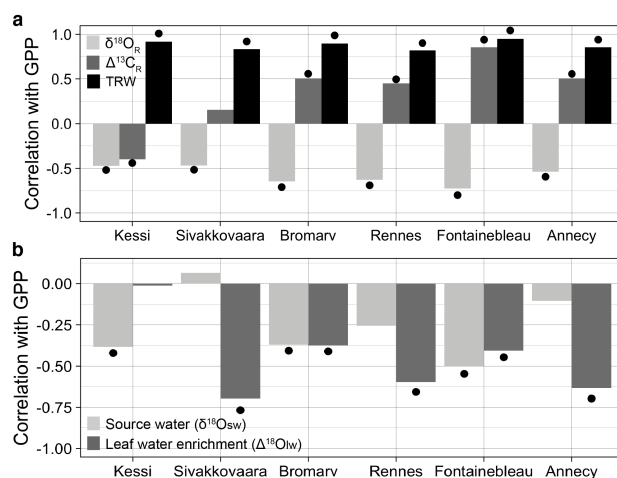 a
Correlation with GPP
1.0
0.5
0.0
-0.5
-1.0
δ¹⁸O_R
Δ¹³C_R
TRW
Kessi Sivakkovaara Bromarv Rennes Fontainebleau Annecy
b
Correlation with GPP
0.00
-0.25
-0.50
-0.75
-1.00
Source water (δ¹⁸Osw)
Leaf water enrichment (Δ¹⁸Olw)
Kessi Sivakkovaara Bromarv Rennes Fontainebleau Annecy